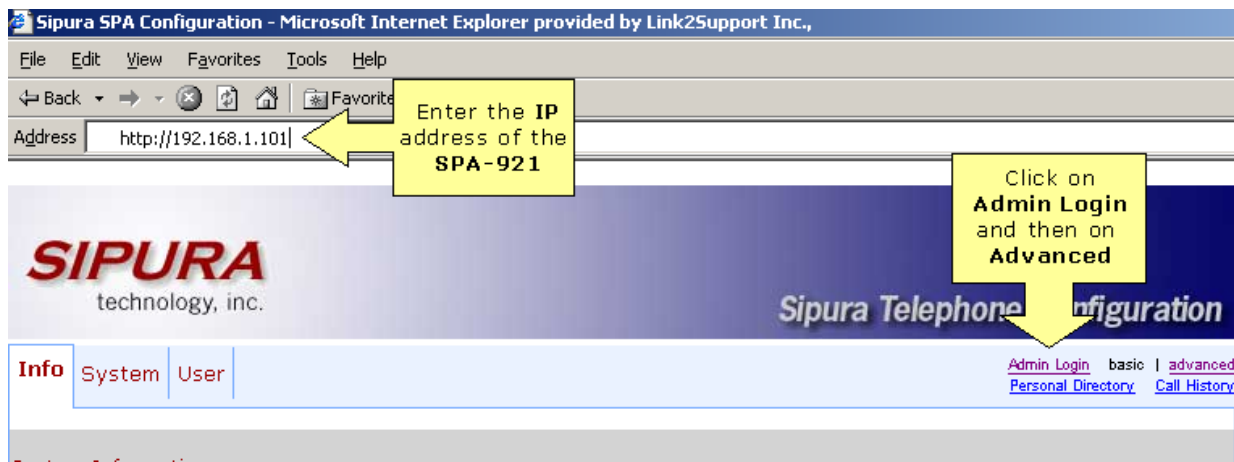 Sipura SPA Configuration - Microsoft Internet Explorer provided by Link2Support Inc.,
File Edit View Favorites Tools Help
Back Favorite
Address http://192.168.1.101
Enter the IP
address of the
SPA-921
Click on
Admin Login
and then on
Advanced
SIPURA
technology, inc.
Sipura Telephone nfiguration
Info System User
Admin Login basic | advanced
Personal Directory Call History